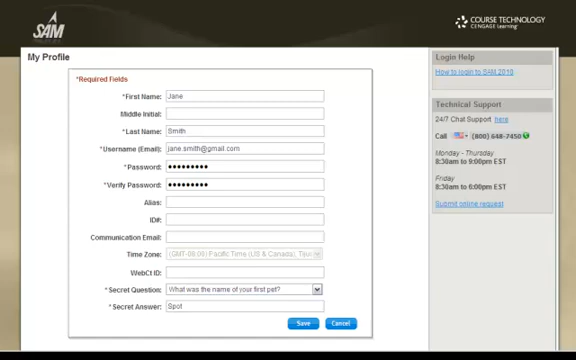 SAM
COURSE TECHNOLOGY
CENGAGE Learning
My Profile
*Required Fields
*First Name: Jane
Middle Initial:
*Last Name: Smith
*Username (Email): jane.smith@gmail.com
*Password: •••••••••
*Verify Password: •••••••••
Alias:
ID#:
Communication Email:
Time Zone: (GMT-08:00) Pacific Time (US & Canada), Tijua
WebCt ID:
*Secret Question: What was the name of your first pet?
*Secret Answer: Spot
Save Cancel
Login Help
How to login to SAM 2010
Technical Support
24/7 Chat Support here
Call (800) 648-7450
Monday - Thursday
8:30am to 9:00pm EST
Friday
8:30am to 6:00pm EST
Submit online request